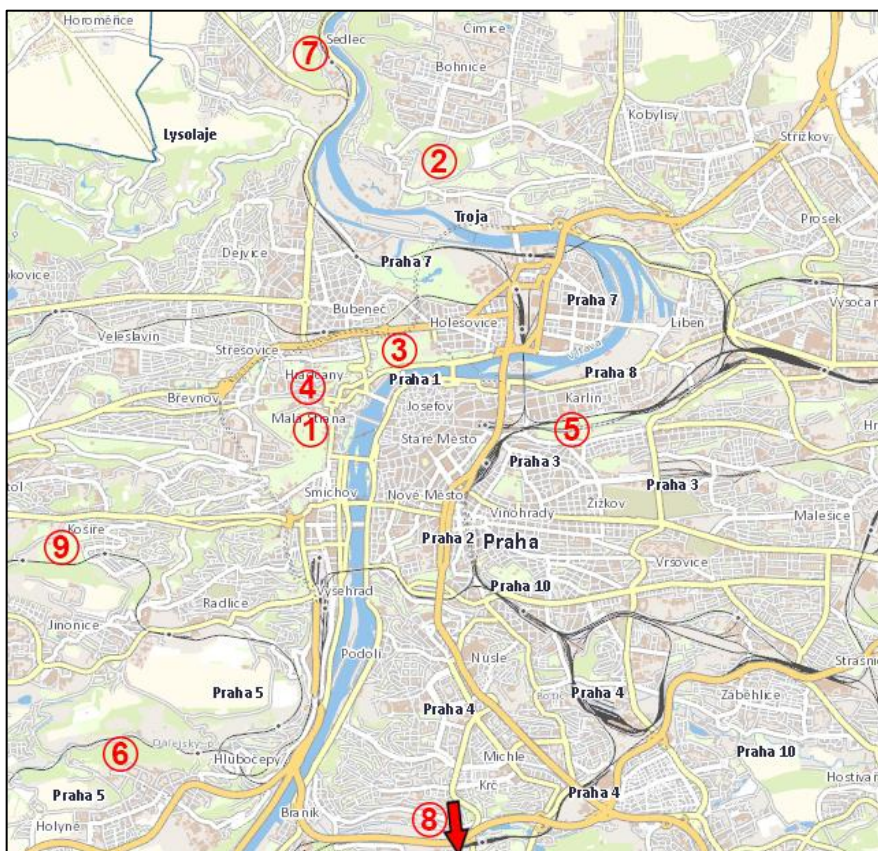 Horoměřice
Sedlec
Čimice
7
Bohnice
Lysolaje
Kobylisy
Střížkov
2
Troja
Prosek
Dejvice
Praha 7
Bubeneč
Praha 7
Holešovice
Libeň
Veleslavín
Střešovice
3
Praha 1
Praha 8
4
Břevnov
Josefov
Karlín
Malá Strana
1
Staré Město
5
Praha 3
Praha 3
Smíchov
Nové Město
Žižkov
Malešice
Vinohrady
Košíře
9
Praha 2
Praha
Vršovice
Praha 10
Vyšehrad
Radlice
Jinonice
Podolí
Nusle
Praha 5
Praha 4
Záběhlice
Praha 4
6
Hlubočepy
Michle
Praha 10
Praha 5
Krč
Praha 4
Holyně
Braník
8